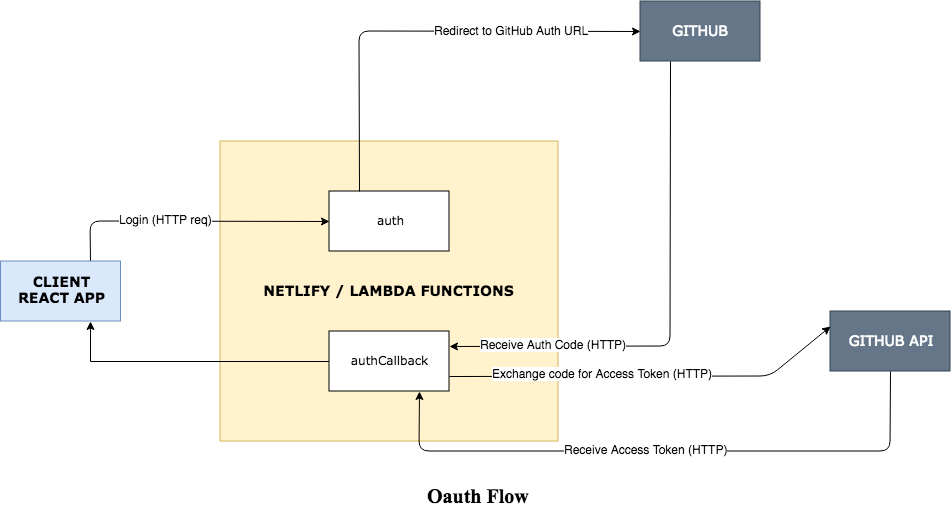 Redirect to GitHub Auth URL
GITHUB
Login (HTTP req)
auth
CLIENT
REACT APP
NETLIFY / LAMBDA FUNCTIONS
Receive Auth Code (HTTP)
authCallback
GITHUB API
Exchange code for Access Token (HTTP)
Receive Access Token (HTTP)
Oauth Flow